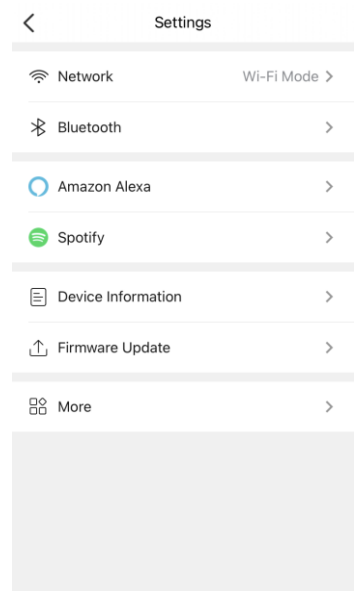 Settings
Network Wi-Fi Mode
Bluetooth
Amazon Alexa
Spotify
Device Information
Firmware Update
More